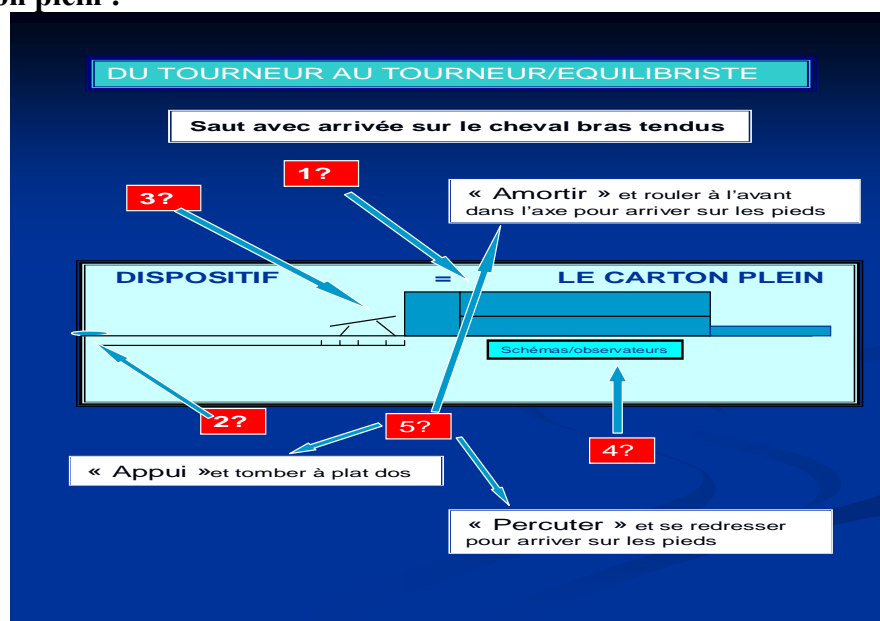 on plein :
DU TOURNEUR AU TOURNEUR/EQUILIBRISTE
Saut avec arrivée sur le cheval bras tendus
1?
3?
« Amortir » et rouler à l'avant
dans l'axe pour arriver sur les pieds
DISPOSITIF = LE CARTON PLEIN
Schémas/observateurs
2?
5?
4?
« Appui »et tomber à plat dos
« Percuter » et se redresser
pour arriver sur les pieds